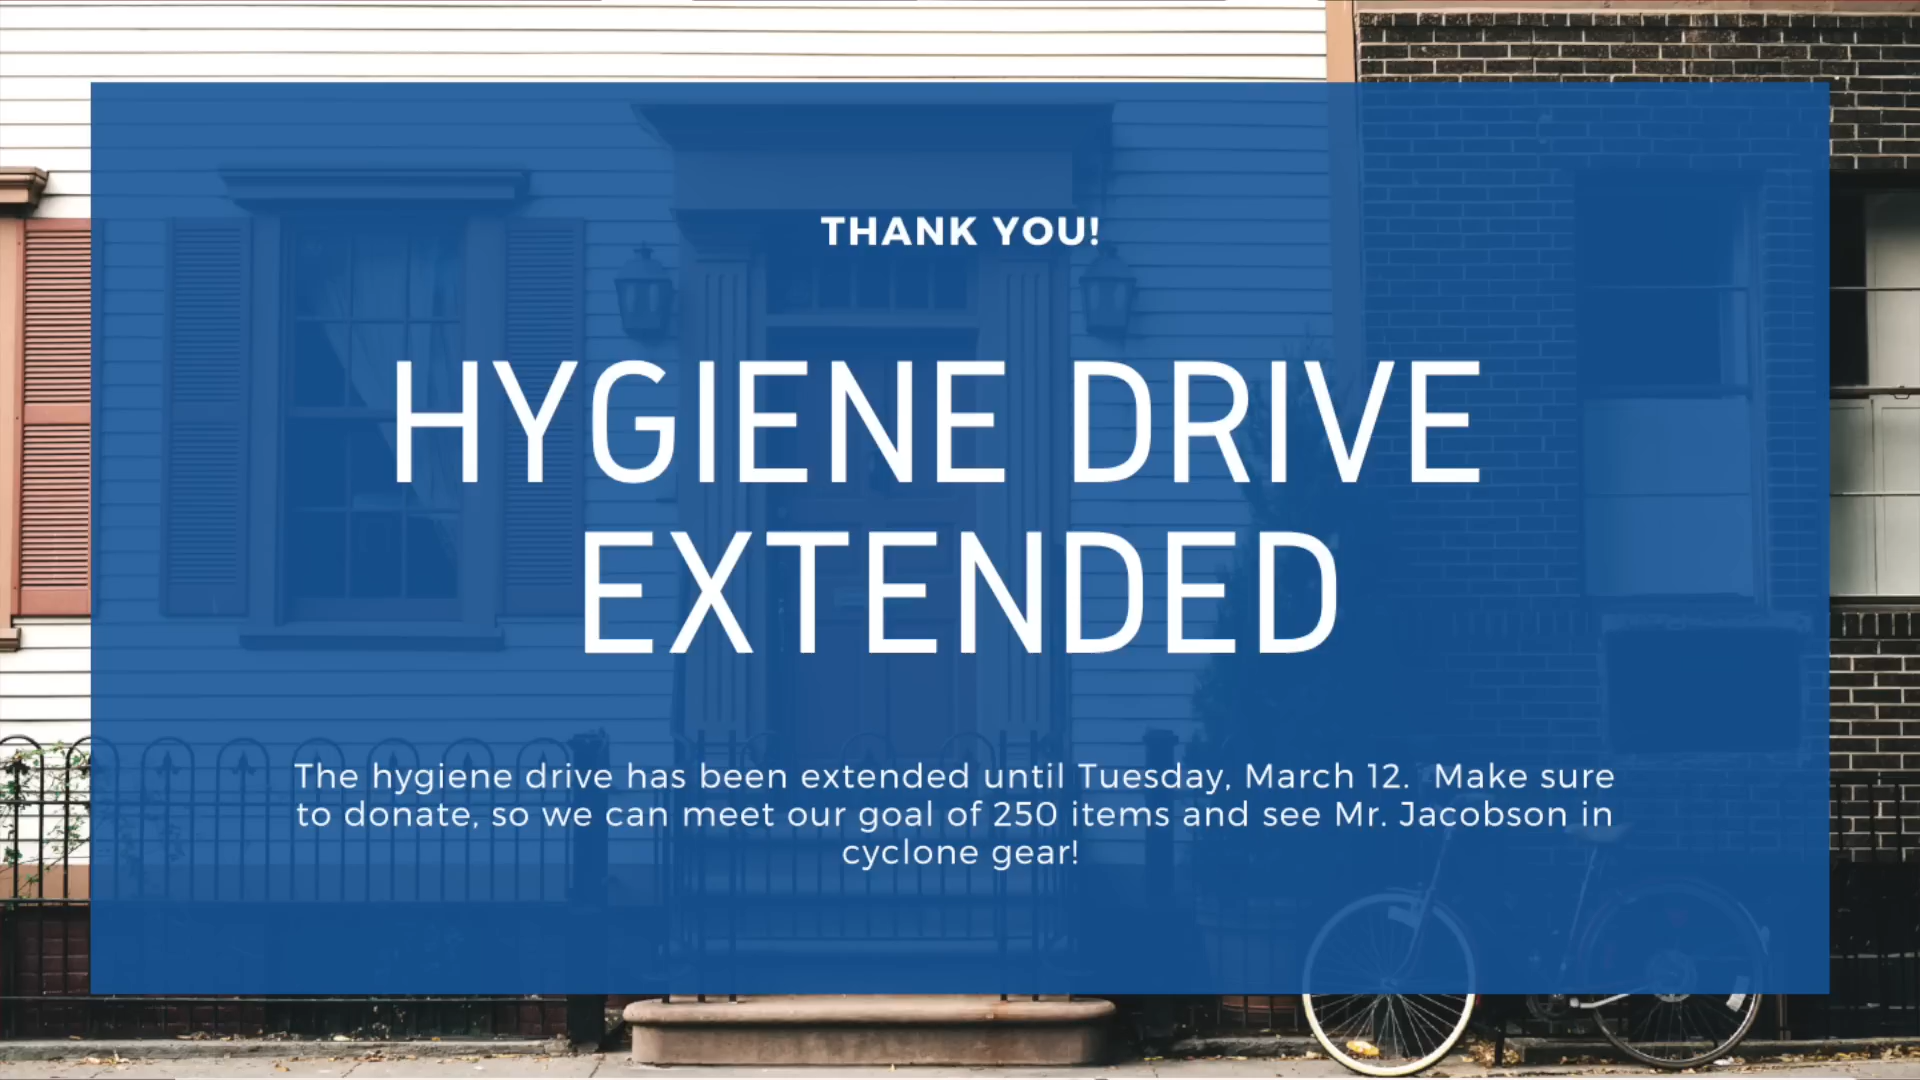 THANK YOU!
HYGIENE DRIVE
EXTENDED
The hygiene drive has been extended until Tuesday, March 12.  Make sure
to donate, so we can meet our goal of 250 items and see Mr. Jacobson in
cyclone gear!